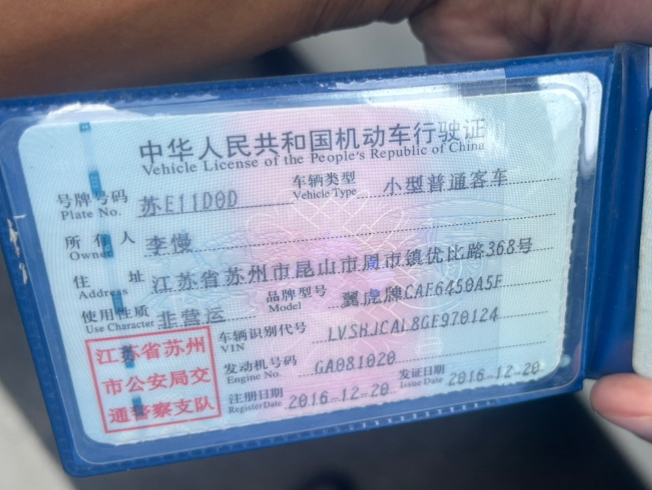 中华人民共和国机动车行驶证
Vehicle License of the People's Republic of China
号牌号码 苏E11D0D 车辆类型 小型普通客车
Plate No. Vehicle Type
所有人 李慢
Owner
住址 江苏省苏州市昆山市周市镇优比路368号
Address
使用性质 非营运 品牌型号 翼虎牌CAF6450A5F
Use Character Model
江苏省苏州
市公安局交
通警察支队
车辆识别代号 LVSHJCAL8GF970124
VIN
发动机号码 GA081020
Engine No.
注册日期 2016-12-20 发证日期 2016-12-20
Register Date Issue Date